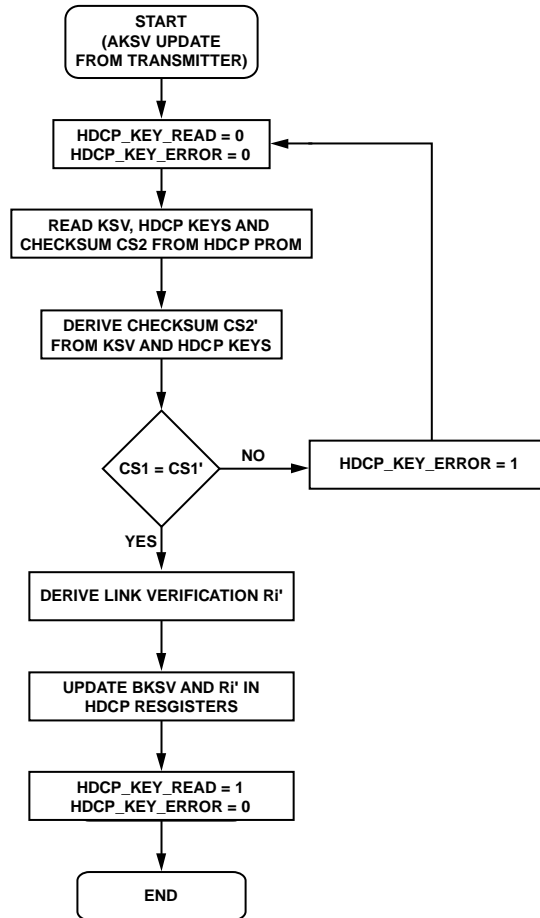 START
(AKSV UPDATE
FROM TRANSMITTER)
HDCP_KEY_READ = 0
HDCP_KEY_ERROR = 0
READ KSV, HDCP KEYS AND
CHECKSUM CS2 FROM HDCP PROM
DERIVE CHECKSUM CS2'
FROM KSV AND HDCP KEYS
CS1 = CS1'
NO
HDCP_KEY_ERROR = 1
YES
DERIVE LINK VERIFICATION Ri'
UPDATE BKSV AND Ri' IN
HDCP RESGISTERS
HDCP_KEY_READ = 1
HDCP_KEY_ERROR = 0
END